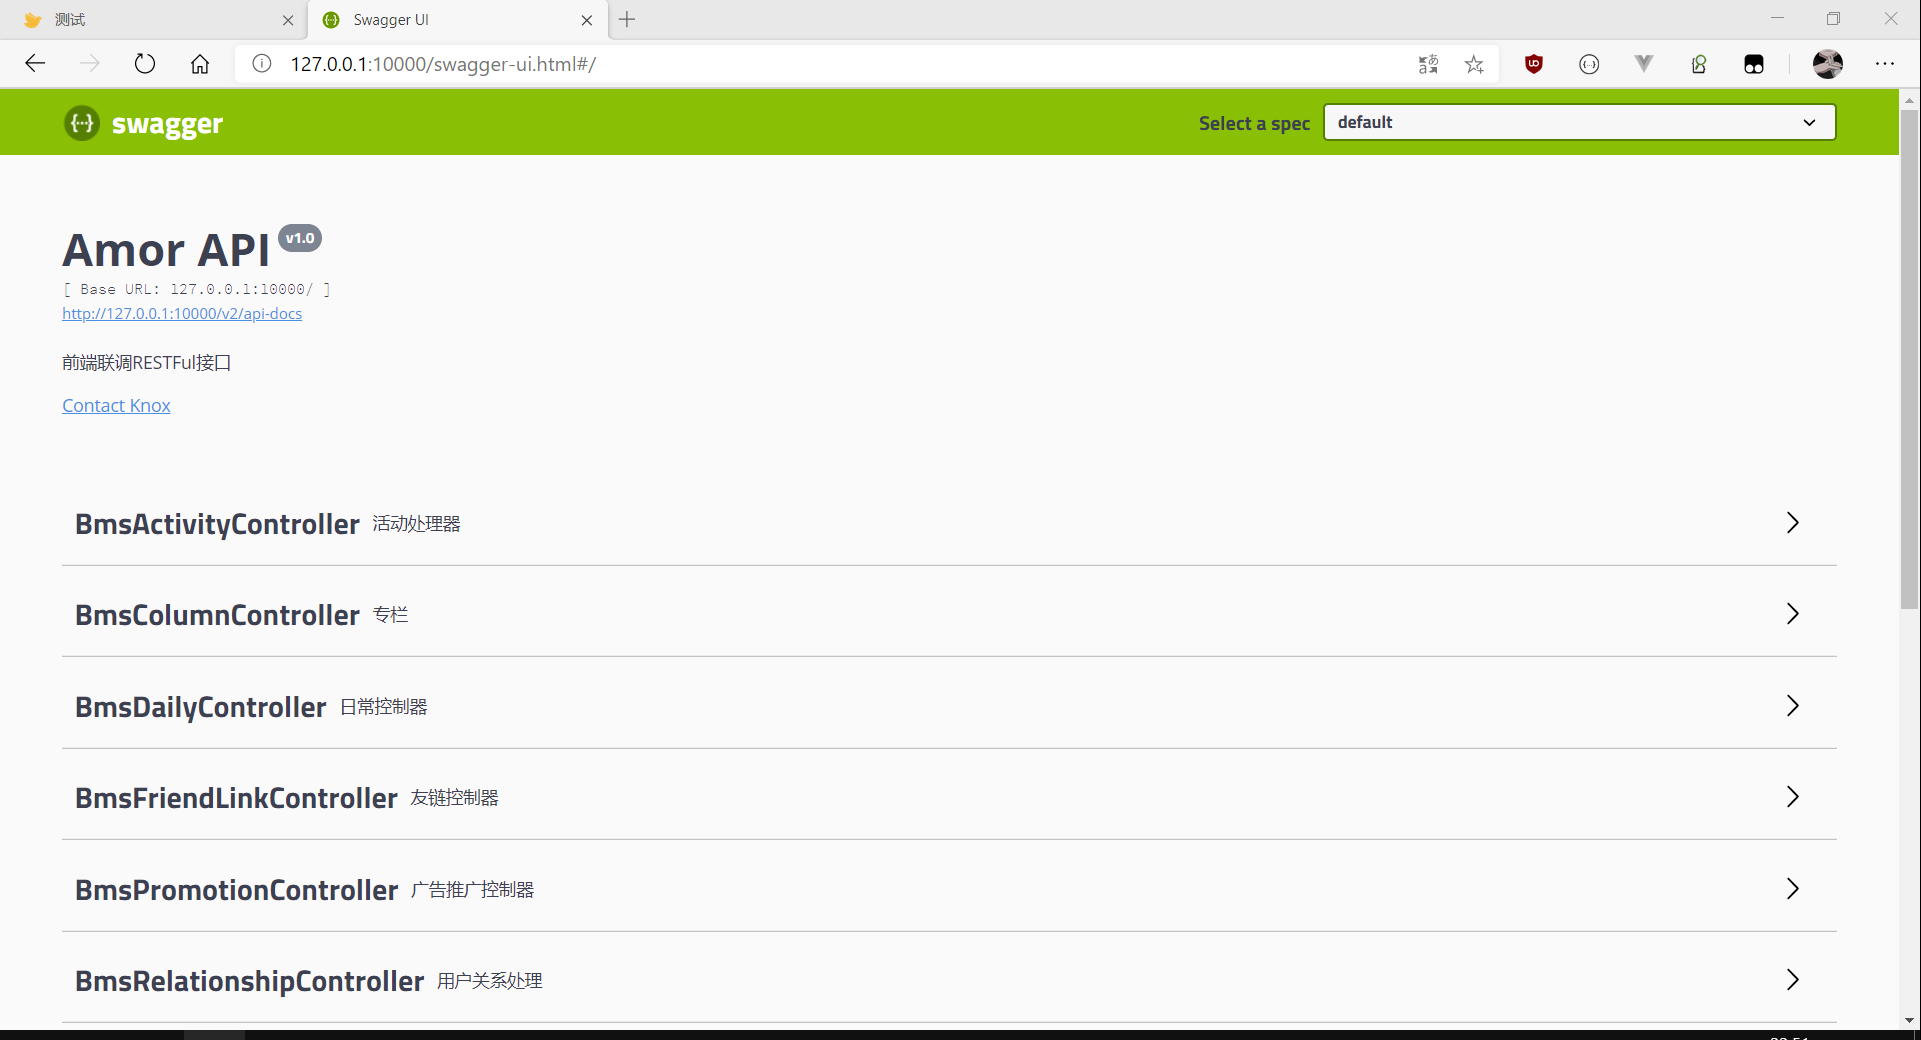 测试
Swagger UI
127.0.0.1:10000/swagger-ui.html#/
swagger
Select a spec
default
Amor API v1.0
[ Base URL: 127.0.0.1:10000/ ]
http://127.0.0.1:10000/v2/api-docs
前端联调RESTFul接口
Contact Knox
BmsActivityController 活动处理器
BmsColumnController 专栏
BmsDailyController 日常控制器
BmsFriendLinkController 友链控制器
BmsPromotionController 广告推广控制器
BmsRelationshipController 用户关系处理